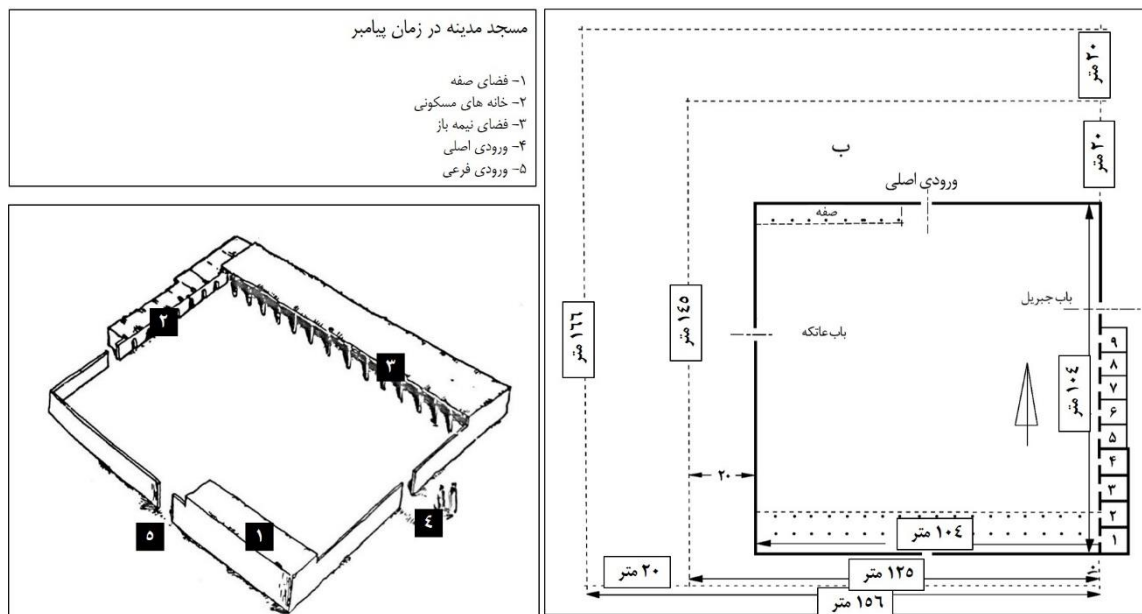 مسجد مدینه در زمان پیامبر
۱- فضای صفه
۲- خانه های مسکونی
۳- فضای نیمه باز
۴- ورودی اصلی
۵- ورودی فرعی
۲
۳
۴
۱
۵
۲۰ متر
۲۰ متر
ب
ورودی اصلی
صفه
باب جبریل
باب عاتکه
۱۶۶ متر
۱۴۵ متر
۱۰۴ متر
۹
۸
۷
۶
۵
۴
۳
۲
۱
۲۰
۱۰۴ متر
۱۰
۱۲۵ متر
۲۰ متر
۱۵۶ متر